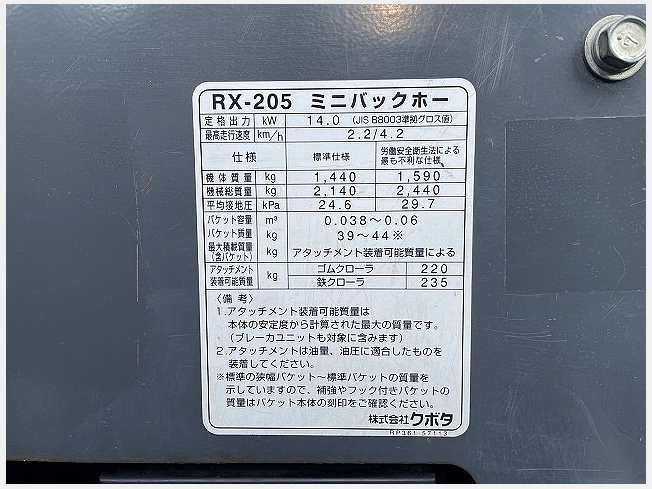 RX-205 ミニバックホー
定格出力 kW 14.0 (JIS B8003準拠グロス値)
最高走行速度 km/h 2.2/4.2
仕様 標準仕様 労働安全衛生法による
最も不利な仕様
機体質量 kg 1,440 1,590
機械総質量 kg 2,140 2,440
平均接地圧 kPa 24.6 29.7
バケット容量 m³ 0.038～0.06
バケット質量 kg 39～44※
最大積載質量
(含バケット) kg アタッチメント装着可能質量による
アタッチメント
装着可能質量 kg ゴムクローラ 220
鉄クローラ 235
〈備考〉
1.アタッチメント装着可能質量は
本体の安定度から計算された最大の質量です。
(ブレーカユニットも対象に含みます)
2.アタッチメントは油量、油圧に適合したものを
装着してください。
※標準の狭幅バケット～標準バケットの質量を
示していますので、補強やフック付きバケットの
質量はバケット本体の刻印をご確認ください。
株式会社クボタ
RP361-57113